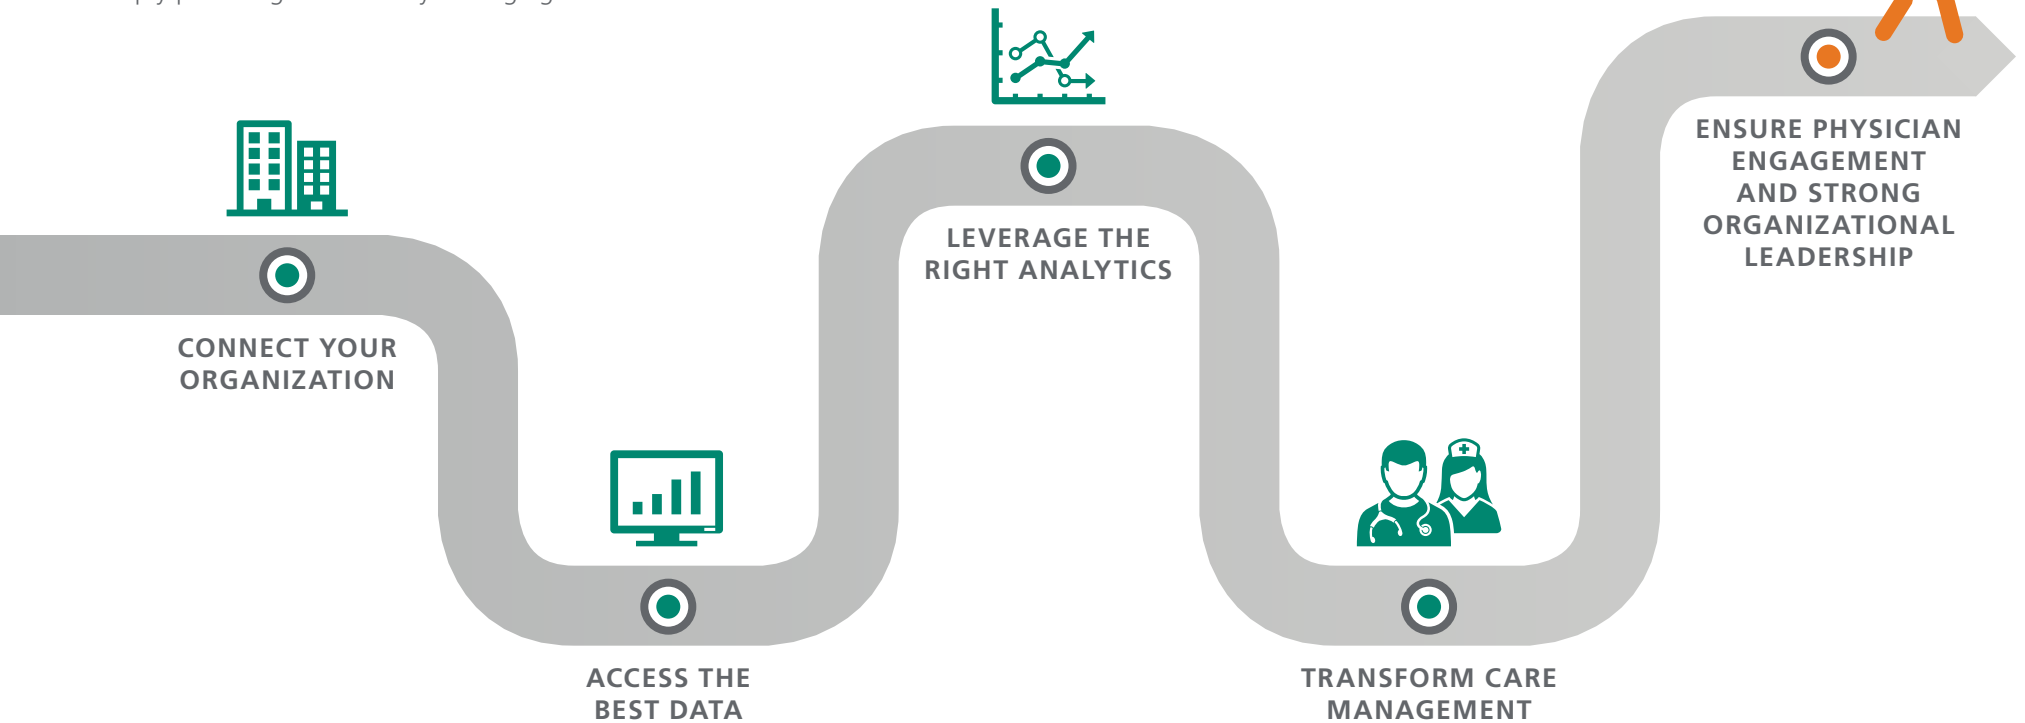 CONNECT YOUR
ORGANIZATION
ACCESS THE
BEST DATA
LEVERAGE THE
RIGHT ANALYTICS
TRANSFORM CARE
MANAGEMENT
ENSURE PHYSICIAN
ENGAGEMENT
AND STRONG
ORGANIZATIONAL
LEADERSHIP